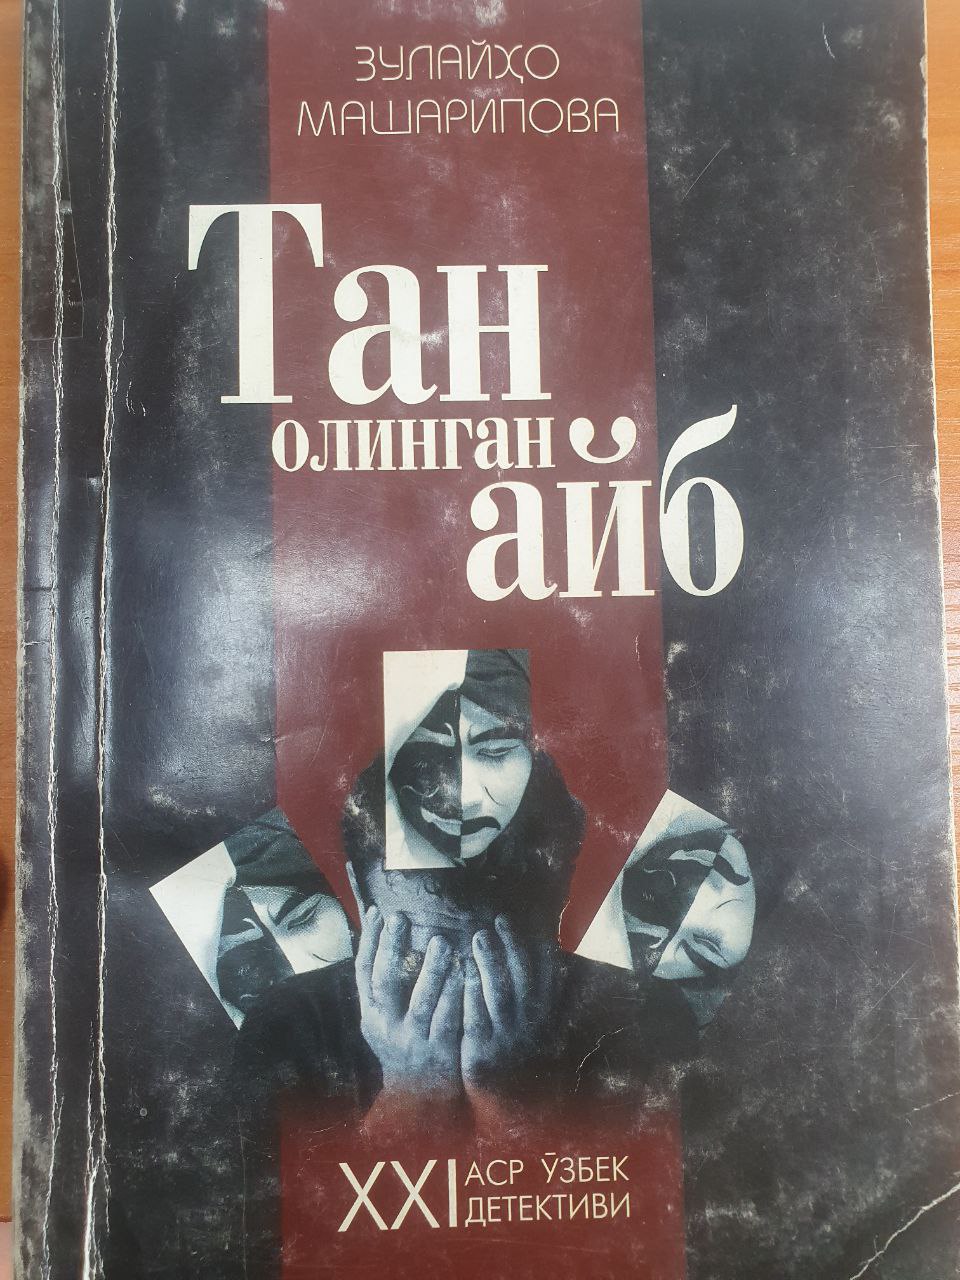 ЗУЛАЙҲО
МАШАРИПОВА
Тан
олинган
айб
XXI АСР ЎЗБЕК
ДЕТЕКТИВИ